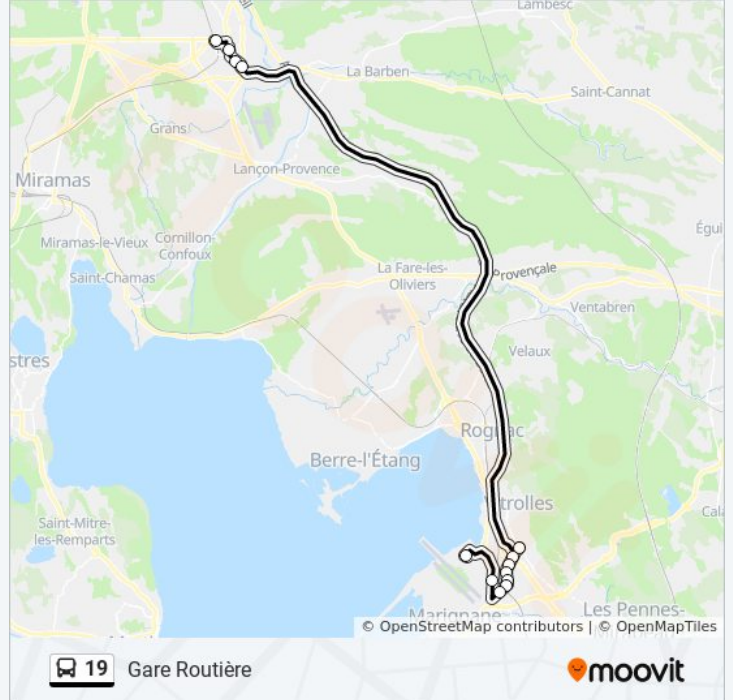 Lambesc
La Barben
Saint-Cannat
Grans
Lançon-Provence
Miramas
Égui
Miramas-le-Vieux
Cornillon-
Confoux
La Fare-les-
Oliviers
Provençale
Saint-Chamas
Ventabren
stres
Velaux
Rognac
Berre-l'Étang
trolles
Saint-Mitre-
les-Remparts
Cala
Marignane
Les Pennes-
© OpenStreetMap contributors | © OpenMapTiles
19 Gare Routière
moovit